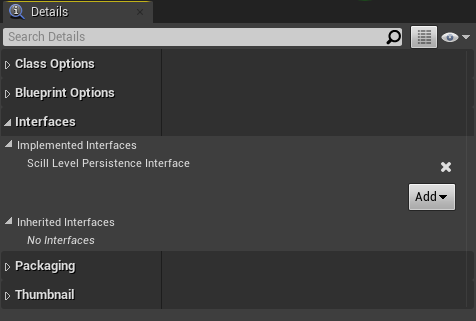 Details
Search Details
Class Options
Blueprint Options
Interfaces
Implemented Interfaces
Scill Level Persistence Interface
Add
Inherited Interfaces
No Interfaces
Packaging
Thumbnail